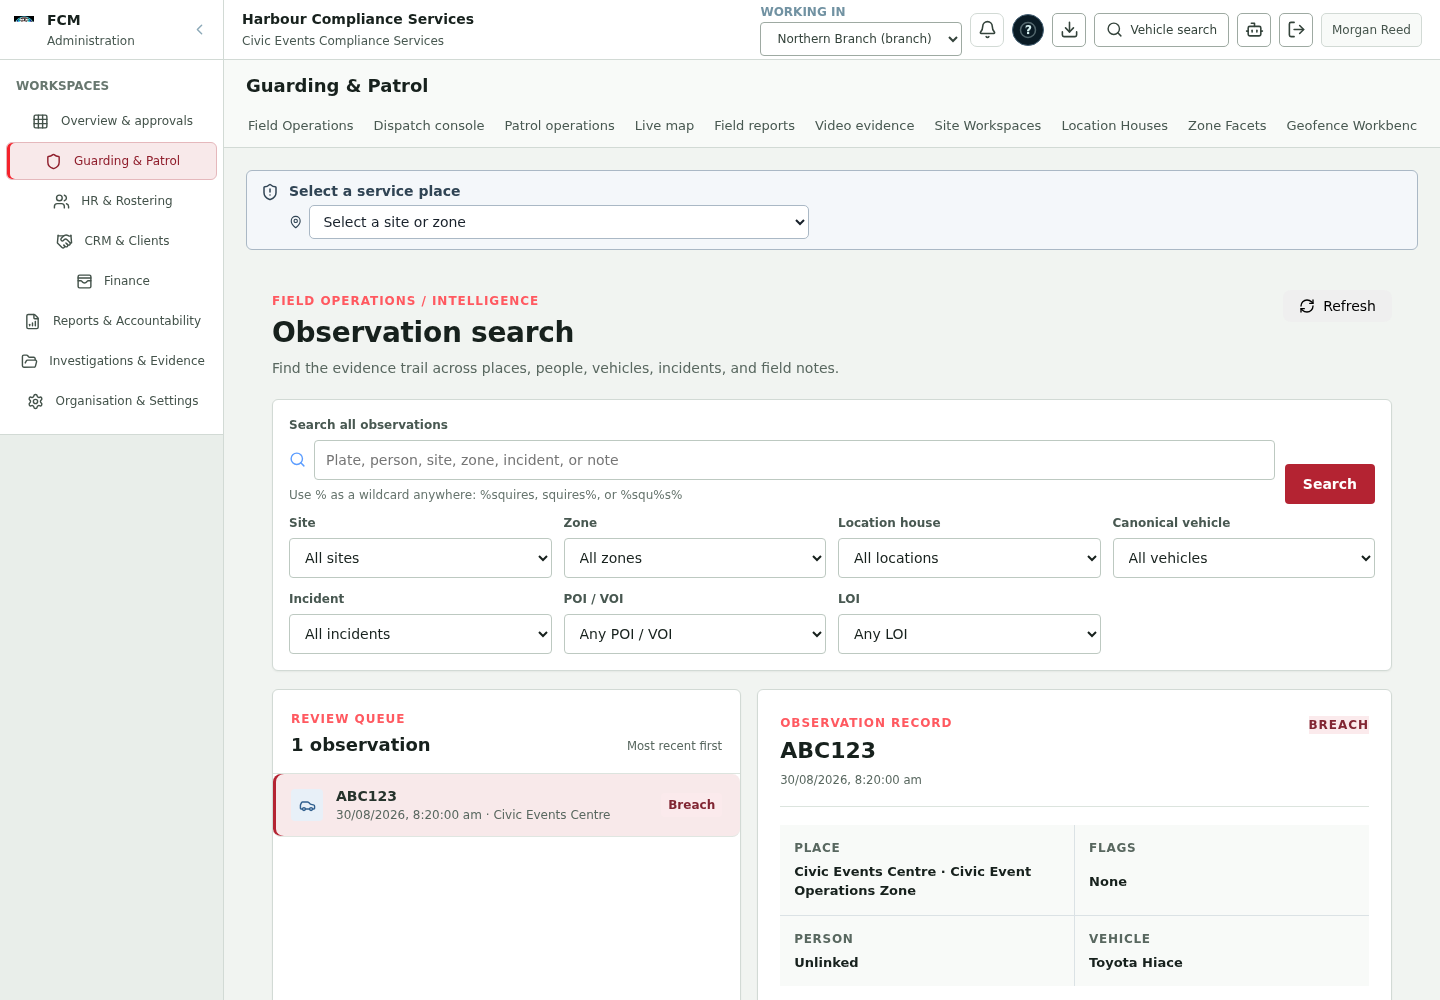 FCM
Administration
Harbour Compliance Services
Civic Events Compliance Services
WORKING IN
Northern Branch (branch)
?
Vehicle search
Morgan Reed
WORKSPACES
Overview & approvals
Guarding & Patrol
HR & Rostering
CRM & Clients
Finance
Reports & Accountability
Investigations & Evidence
Organisation & Settings
Guarding & Patrol
Field Operations
Dispatch console
Patrol operations
Live map
Field reports
Video evidence
Site Workspaces
Location Houses
Zone Facets
Geofence Workbenc
Select a service place
Select a site or zone
FIELD OPERATIONS / INTELLIGENCE
Observation search
Find the evidence trail across places, people, vehicles, incidents, and field notes.
Refresh
Search all observations
Plate, person, site, zone, incident, or note
Use % as a wildcard anywhere: %squires, squires%, or %squ%s%
Search
Site
Zone
Location house
Canonical vehicle
All sites
All zones
All locations
All vehicles
Incident
POI / VOI
LOI
All incidents
Any POI / VOI
Any LOI
REVIEW QUEUE
1 observation
Most recent first
ABC123
30/08/2026, 8:20:00 am · Civic Events Centre
Breach
OBSERVATION RECORD
BREACH
ABC123
30/08/2026, 8:20:00 am
PLACE
Civic Events Centre · Civic Event
Operations Zone
FLAGS
None
PERSON
Unlinked
VEHICLE
Toyota Hiace